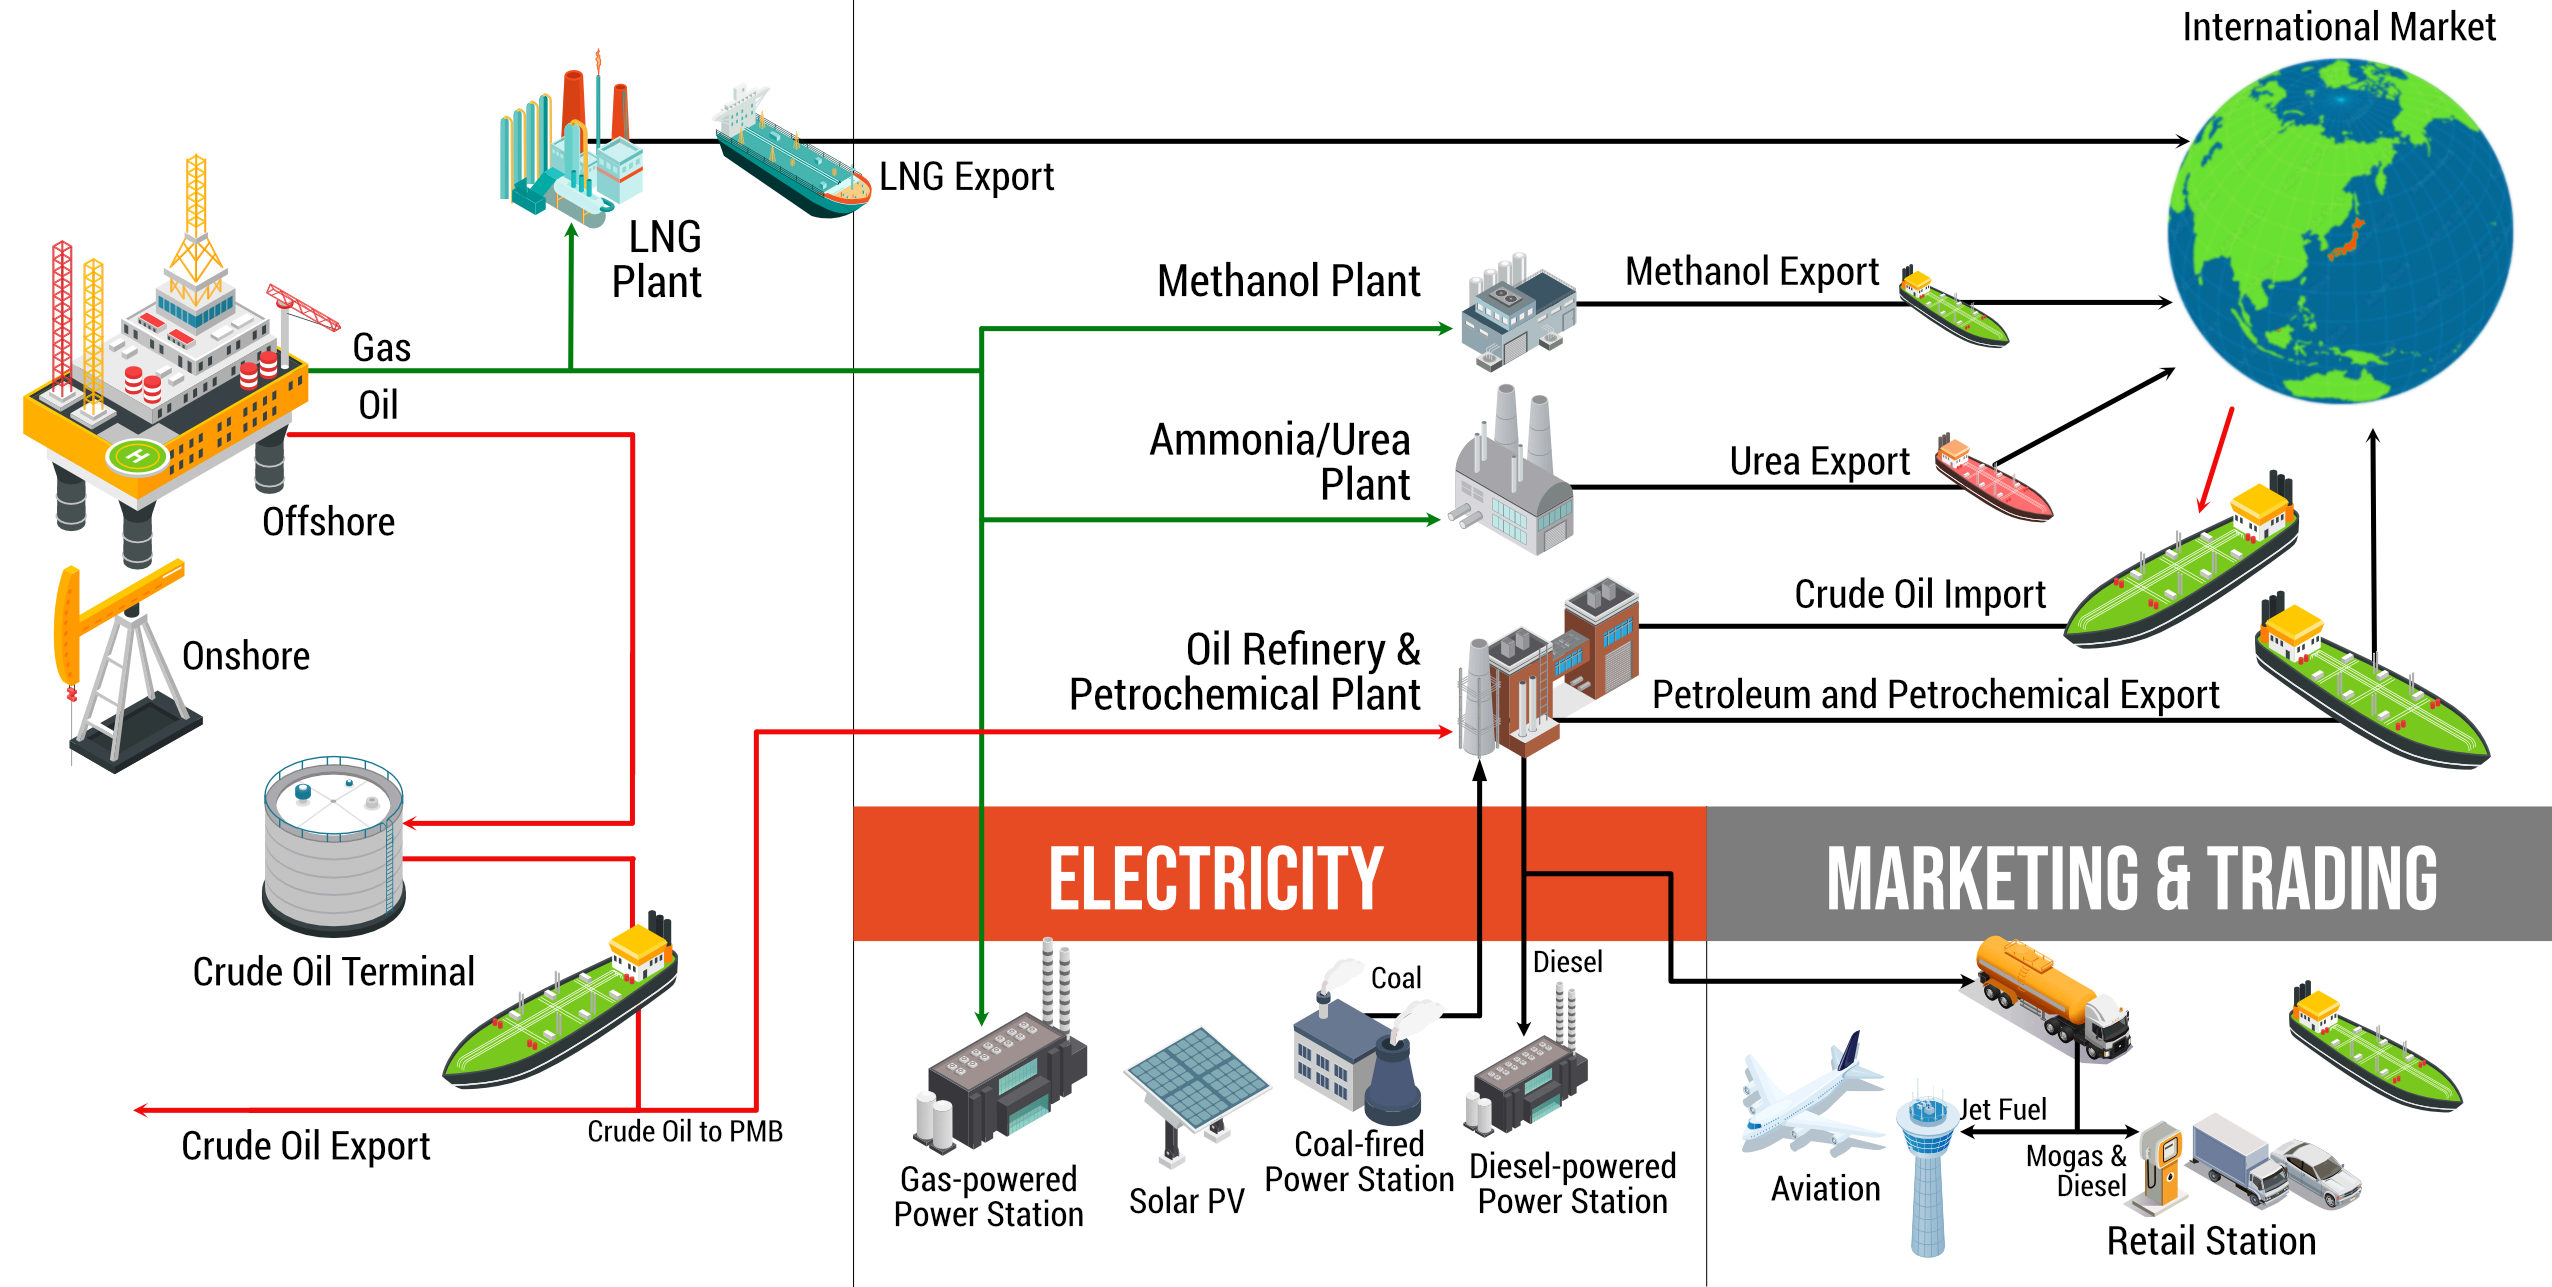 International Market
LNG Export
LNG
Plant
Methanol Plant
Methanol Export
Gas
Oil
Ammonia/Urea
Plant
Urea Export
Offshore
Crude Oil Import
Onshore
Oil Refinery &
Petrochemical Plant
Petroleum and Petrochemical Export
ELECTRICITY
MARKETING & TRADING
Crude Oil Terminal
Coal
Diesel
Crude Oil Export
Crude Oil to PMB
Gas-powered
Power Station
Solar PV
Coal-fired
Power Station
Diesel-powered
Power Station
Jet Fuel
Mogas &
Diesel
Aviation
Retail Station
H